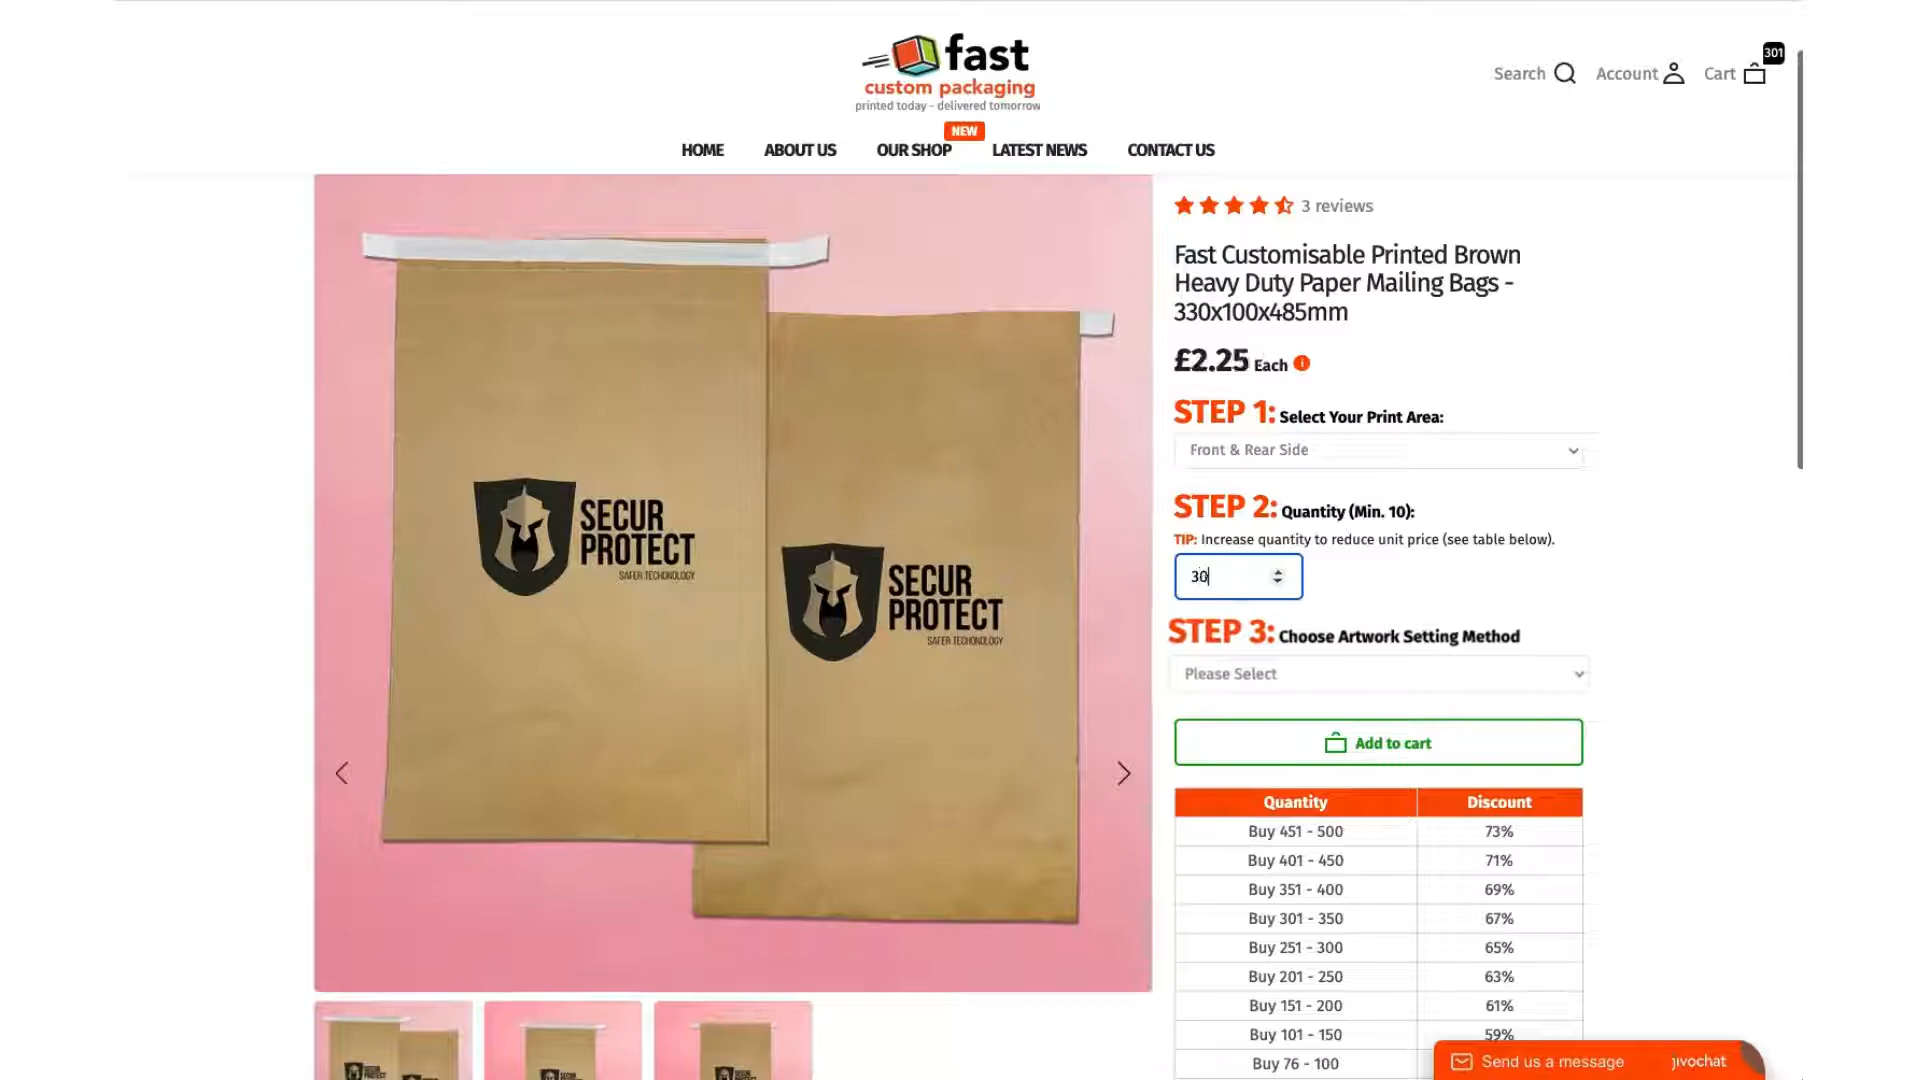 fast
custom packaging
printed today - delivered tomorrow
Search
Account
Cart
301
NEW
HOME
ABOUT US
OUR SHOP
LATEST NEWS
CONTACT US
SECUR
PROTECT
SAFER TECHONOLOGY
SECUR
PROTECT
SAFER TECHONOLOGY
3 reviews
Fast Customisable Printed Brown
Heavy Duty Paper Mailing Bags -
330x100x485mm
£2.25 Each
STEP 1: Select Your Print Area:
Front & Rear Side
STEP 2: Quantity (Min. 10):
TIP: Increase quantity to reduce unit price (see table below).
30
STEP 3: Choose Artwork Setting Method
Please Select
Add to cart
Quantity Discount
Buy 451 - 500 73%
Buy 401 - 450 71%
Buy 351 - 400 69%
Buy 301 - 350 67%
Buy 251 - 300 65%
Buy 201 - 250 63%
Buy 151 - 200 61%
Buy 101 - 150 59%
Buy 76 - 100
Send us a message jivochat
SECUR
PROTECT